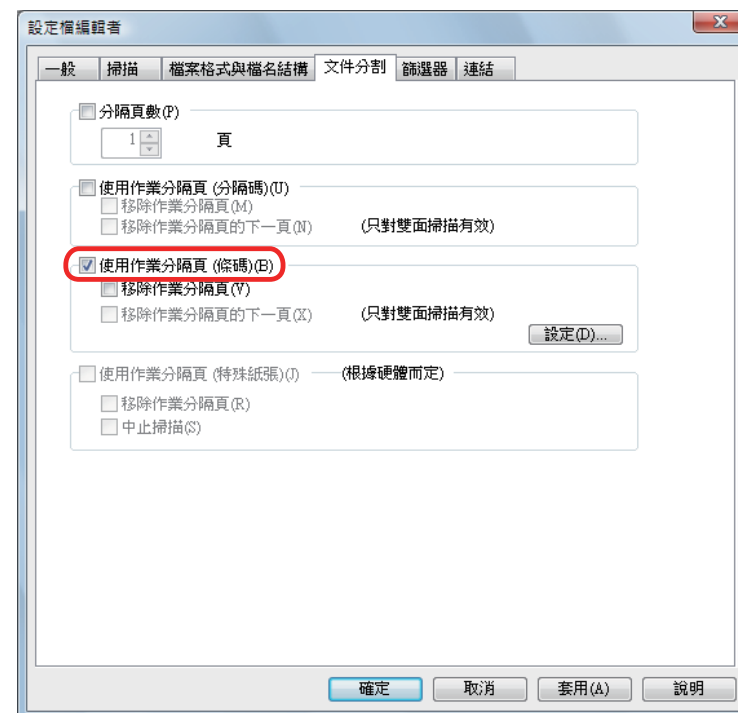 設定檔編輯者
一般 掃描 檔案格式與檔名結構 文件分割 篩選器 連結
分隔頁數(P)
1 頁
使用作業分隔頁 (分隔碼)(U)
移除作業分隔頁(M)
移除作業分隔頁的下一頁(N) (只對雙面掃描有效)
使用作業分隔頁 (條碼)(B)
移除作業分隔頁(V)
移除作業分隔頁的下一頁(X) (只對雙面掃描有效)
設定(D)...
使用作業分隔頁 (特殊紙張)(J) (根據硬體而定)
移除作業分隔頁(R)
中止掃描(S)
確定 取消 套用(A) 說明